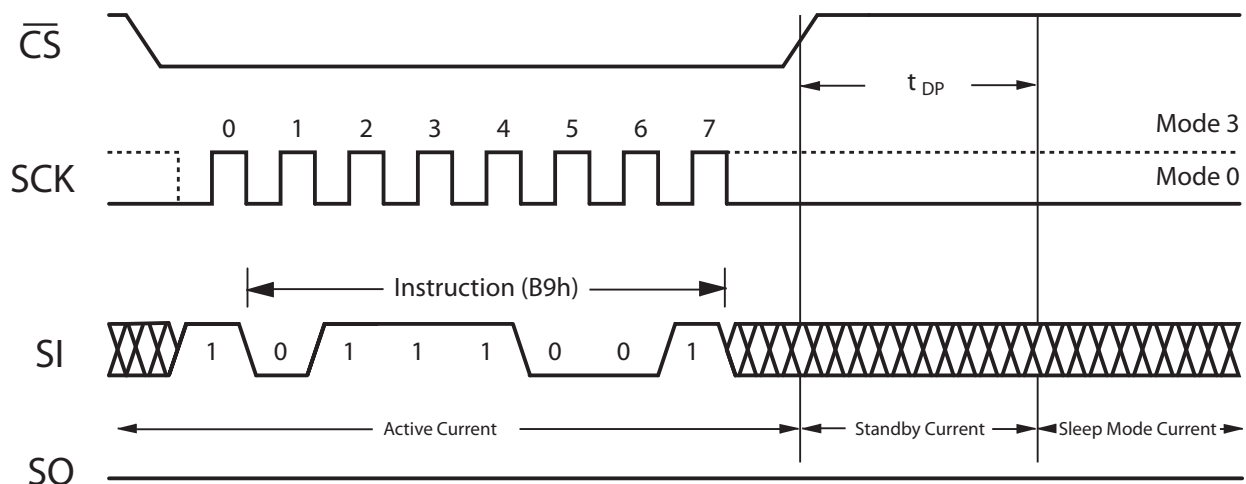 CS
t DP
0 1 2 3 4 5 6 7
Mode 3
SCK
Mode 0
Instruction (B9h)
SI
1 0 1 1 1 0 0 1
Active Current
Standby Current
Sleep Mode Current
SO